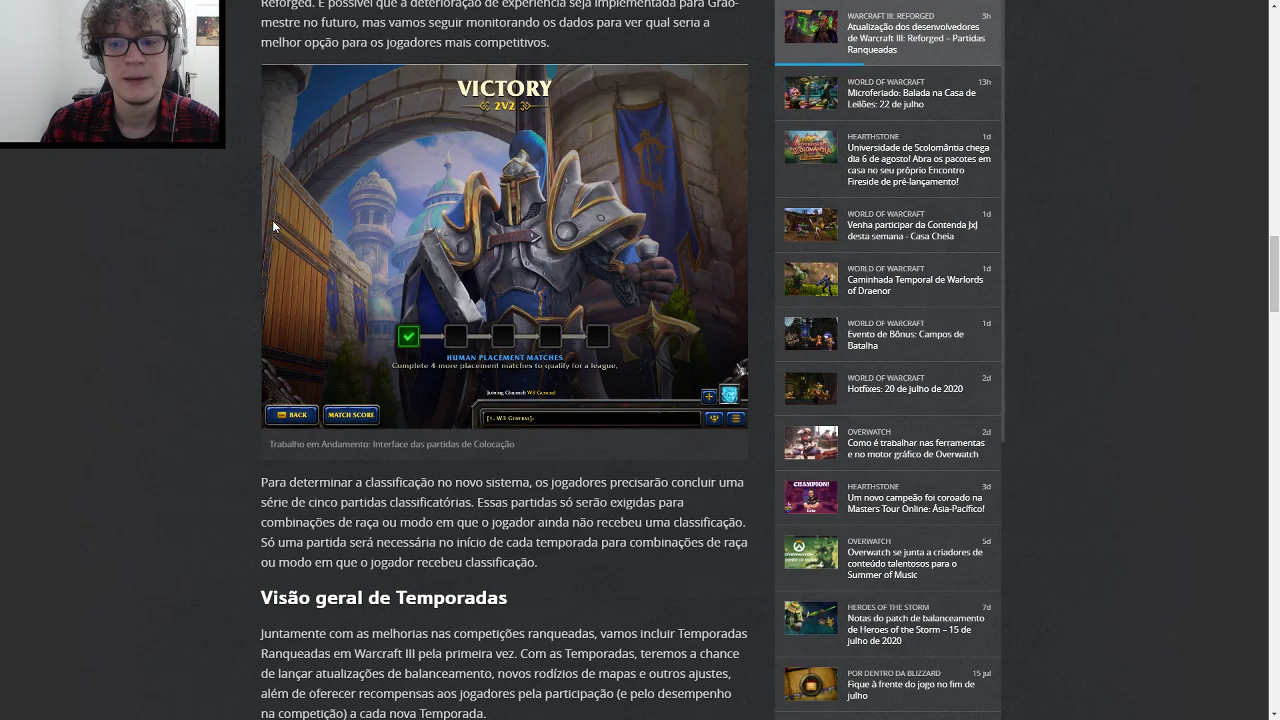 Reforged. É possível que a deterioração de experiência seja implementada para Grão-
mestre no futuro, mas vamos seguir monitorando os dados para ver qual seria a
melhor opção para os jogadores mais competitivos.
VICTORY
2V2
HUMAN PLACEMENT MATCHES
Complete 4 more placement matches to qualify for a league,
Joining Channel: W3 General
BACK
MATCH SCORE
[1. W3 General]:
Trabalho em Andamento: Interface das partidas de Colocação
Para determinar a classificação no novo sistema, os jogadores precisarão concluir uma
série de cinco partidas classificatórias. Essas partidas só serão exigidas para
combinações de raça ou modo em que o jogador ainda não recebeu uma classificação.
Só uma partida será necessária no início de cada temporada para combinações de raça
ou modo em que o jogador recebeu classificação.
Visão geral de Temporadas
Juntamente com as melhorias nas competições ranqueadas, vamos incluir Temporadas
Ranqueadas em Warcraft III pela primeira vez. Com as Temporadas, teremos a chance
de lançar atualizações de balanceamento, novos rodízios de mapas e outros ajustes,
além de oferecer recompensas aos jogadores pela participação (e pelo desempenho
na competição) a cada nova Temporada.
WARCRAFT III: REFORGED 3h
Atualização dos desenvolvedores
de Warcraft III: Reforged – Partidas
Ranqueadas
WORLD OF WARCRAFT 13h
Microferiado: Balada na Casa de
Leilões: 22 de julho
HEARTHSTONE 1d
Universidade de Scolomântia chega
dia 6 de agosto! Abra os pacotes em
casa no seu próprio Encontro
Fireside de pré-lançamento!
WORLD OF WARCRAFT 1d
Venha participar da Contenda JxJ
desta semana - Casa Cheia
WORLD OF WARCRAFT 1d
Caminhada Temporal de Warlords
of Draenor
WORLD OF WARCRAFT 1d
Evento de Bônus: Campos de
Batalha
WORLD OF WARCRAFT 2d
Hotfixes: 20 de julho de 2020
OVERWATCH 2d
Como é trabalhar nas ferramentas
e no motor gráfico de Overwatch
CHAMPION!
HEARTHSTONE 3d
Um novo campeão foi coroado na
Masters Tour Online: Ásia-Pacífico!
OVERWATCH 5d
Overwatch se junta a criadores de
conteúdo talentosos para o
Summer of Music
HEROES OF THE STORM 7d
Notas do patch de balanceamento
de Heroes of the Storm – 15 de
julho de 2020
POR DENTRO DA BLIZZARD 15 jul
Fique à frente do jogo no fim de
julho